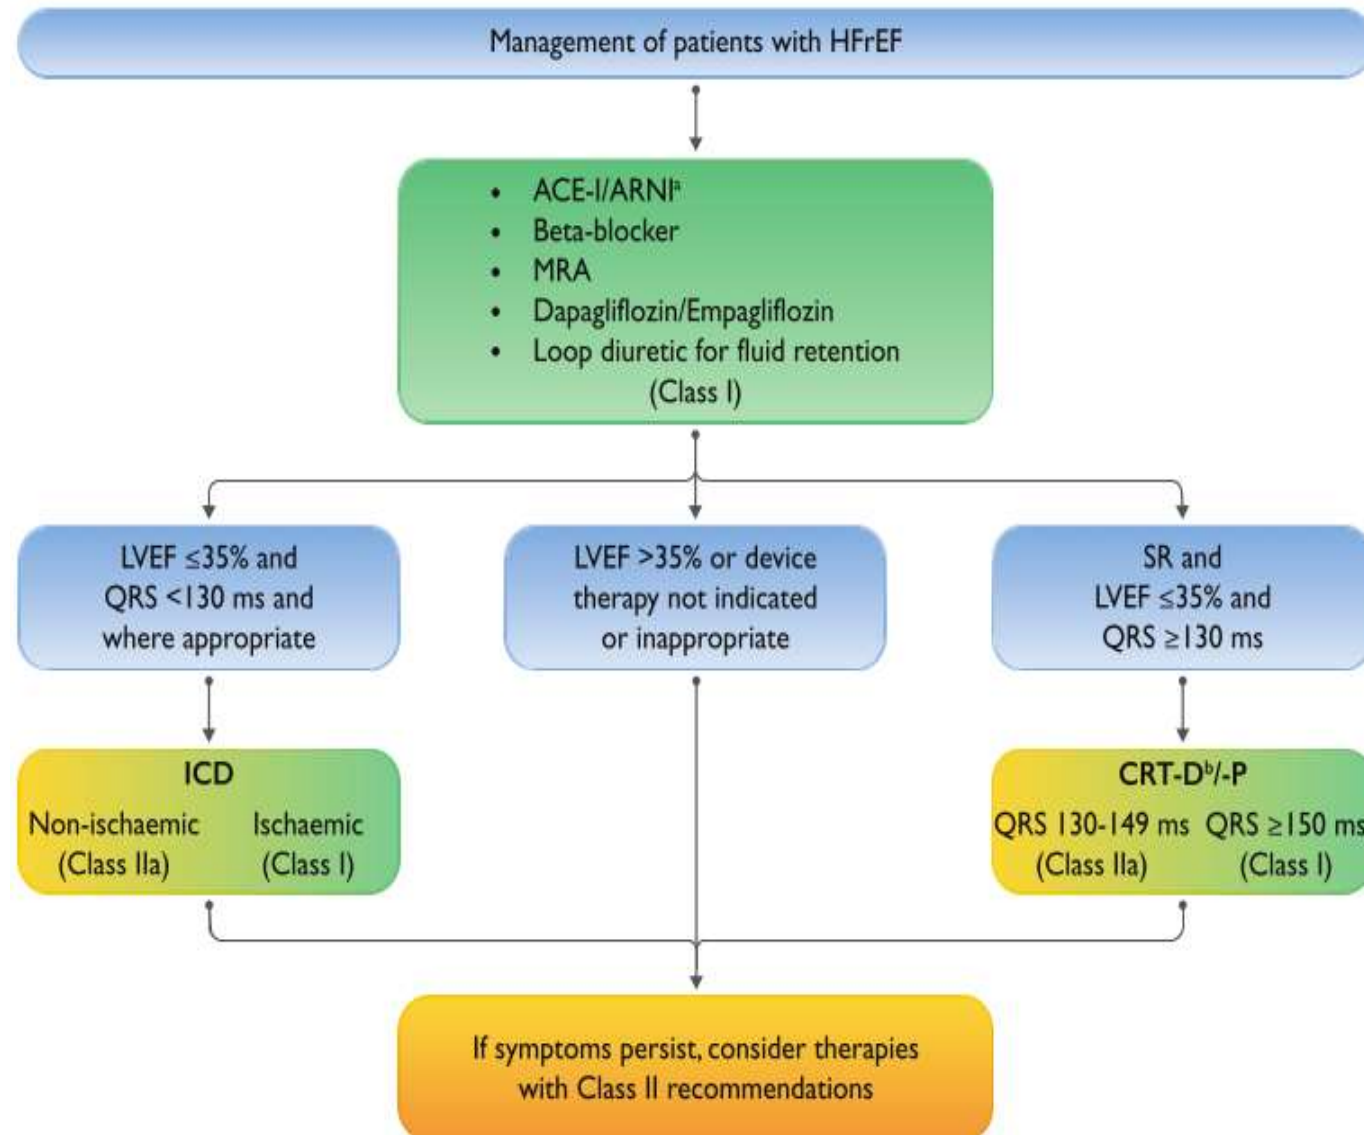 Management of patients with HFrEF
• ACE-I/ARNIᵃ
• Beta-blocker
• MRA
• Dapagliflozin/Empagliflozin
• Loop diuretic for fluid retention
(Class I)
LVEF ≤35% and
QRS <130 ms and
where appropriate
LVEF >35% or device
therapy not indicated
or inappropriate
SR and
LVEF ≤35% and
QRS ≥130 ms
ICD
Non-ischaemic
(Class IIa)
Ischaemic
(Class I)
CRT-Dᵇ/-P
QRS 130-149 ms
(Class IIa)
QRS ≥150 ms
(Class I)
If symptoms persist, consider therapies
with Class II recommendations